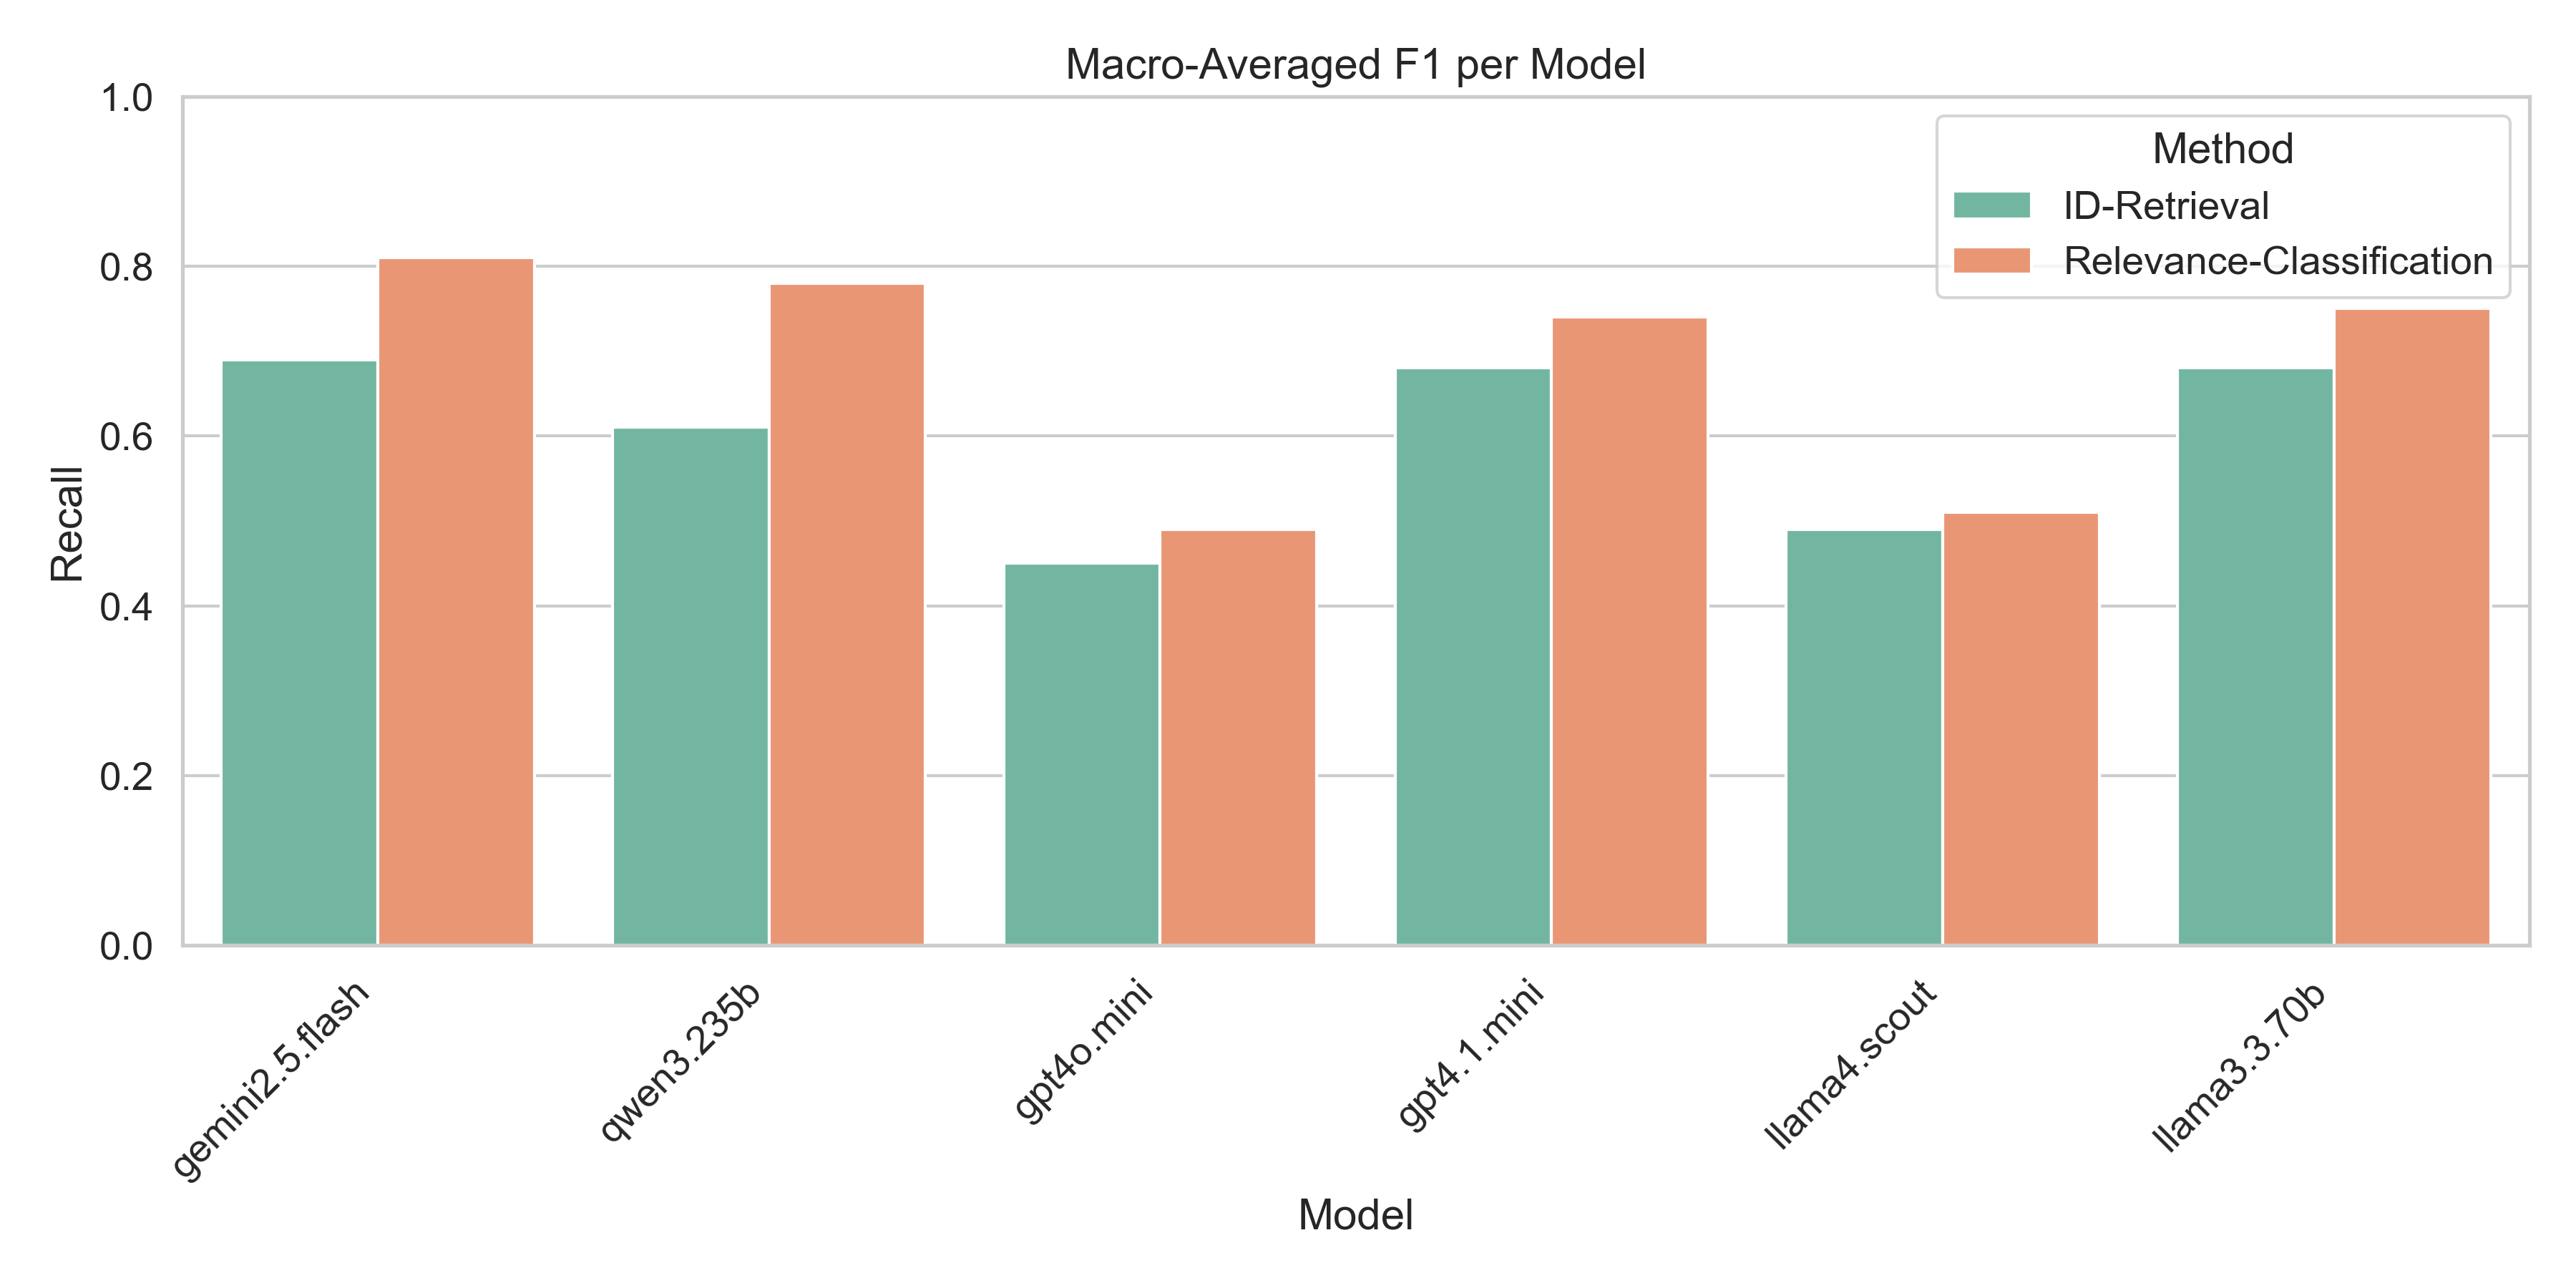 Macro-Averaged F1 per Model
1.0
0.8
0.6
0.4
0.2
0.0
Recall
Method
ID-Retrieval
Relevance-Classification
gemini2.5.flash
qwen3.235b
gpt4o.mini
gpt4.1.mini
llama4.scout
llama3.3.70b
Model